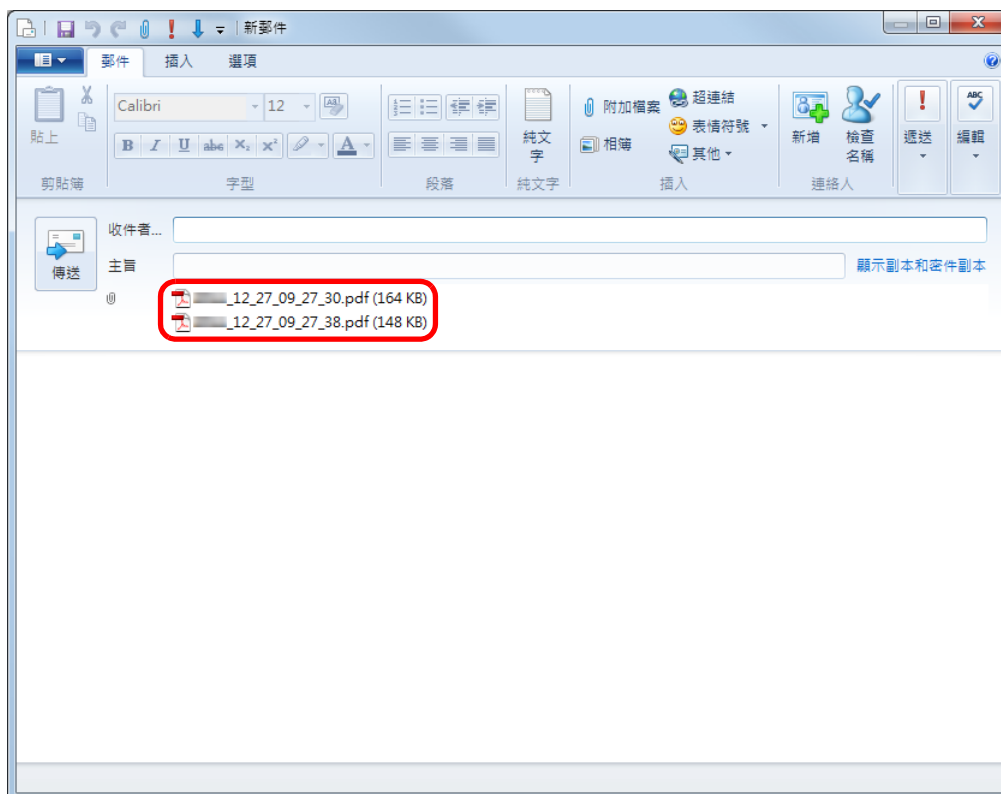 新郵件
郵件 插入 選項
貼上
剪貼簿
Calibri 12
B I U abc X₂ X² A
字型
段落
純文字
純文字
附加檔案
相簿
超連結
表情符號
其他
插入
新增
檢查名稱
連絡人
遞送
ABC
編輯
傳送
收件者...
主旨
顯示副本和密件副本
_12_27_09_27_30.pdf (164 KB)
_12_27_09_27_38.pdf (148 KB)